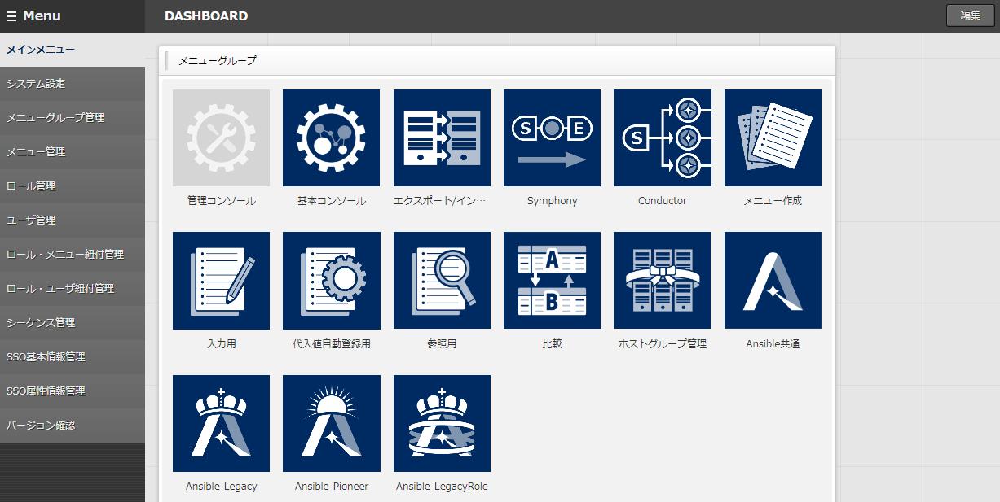 Menu
DASHBOARD
編集
メインメニュー
システム設定
メニューグループ管理
メニュー管理
ロール管理
ユーザ管理
ロール・メニュー紐付管理
ロール・ユーザ紐付管理
シーケンス管理
SSO基本情報管理
SSO属性情報管理
バージョン確認
メニューグループ
管理コンソール
基本コンソール
エクスポート/イン…
S E
Symphony
S
Conductor
メニュー作成
入力用
代入値自動登録用
参照用
A
B
比較
ホストグループ管理
Ansible共通
Ansible-Legacy
Ansible-Pioneer
Ansible-LegacyRole